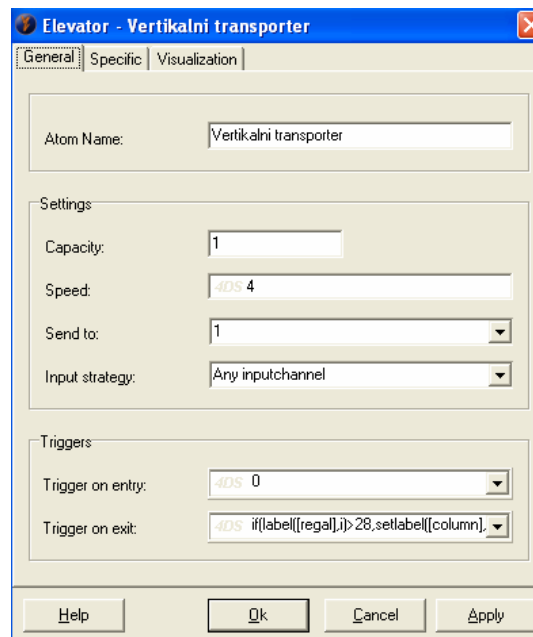 Elevator - Vertikalni transporter
General Specific Visualization
Atom Name: Vertikalni transporter
Settings
Capacity: 1
Speed: 4DS 4
Send to: 1
Input strategy: Any inputchannel
Triggers
Trigger on entry: 4DS 0
Trigger on exit: 4DS if(label([regal],i)>28,setlabel([column],
Help Ok Cancel Apply